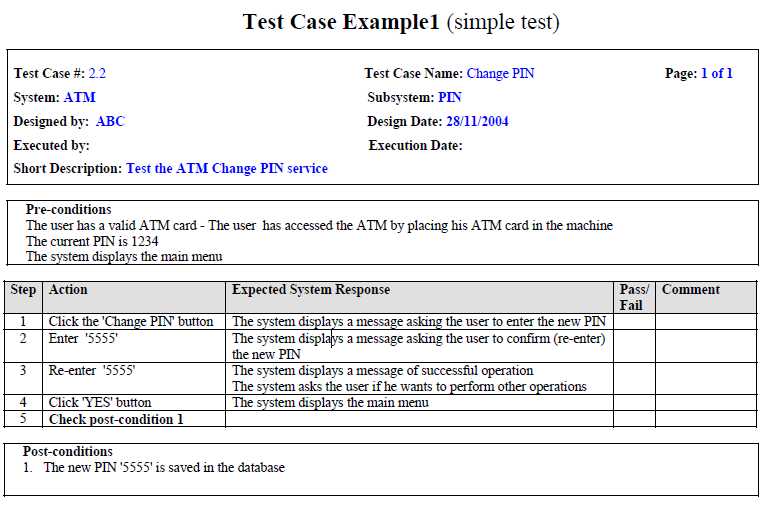 Test Case Example1 (simple test)
Test Case #: 2.2 Test Case Name: Change PIN Page: 1 of 1
System: ATM Subsystem: PIN
Designed by: ABC Design Date: 28/11/2004
Executed by: Execution Date:
Short Description: Test the ATM Change PIN service
Pre-conditions
The user has a valid ATM card - The user has accessed the ATM by placing his ATM card in the machine
The current PIN is 1234
The system displays the main menu
Step Action Expected System Response Pass/ Comment
Fail
1 Click the 'Change PIN' button The system displays a message asking the user to enter the new PIN
2 Enter '5555' The system displays a message asking the user to confirm (re-enter)
the new PIN
3 Re-enter '5555' The system displays a message of successful operation
The system asks the user if he wants to perform other operations
4 Click 'YES' button The system displays the main menu
5 Check post-condition 1
Post-conditions
1. The new PIN '5555' is saved in the database